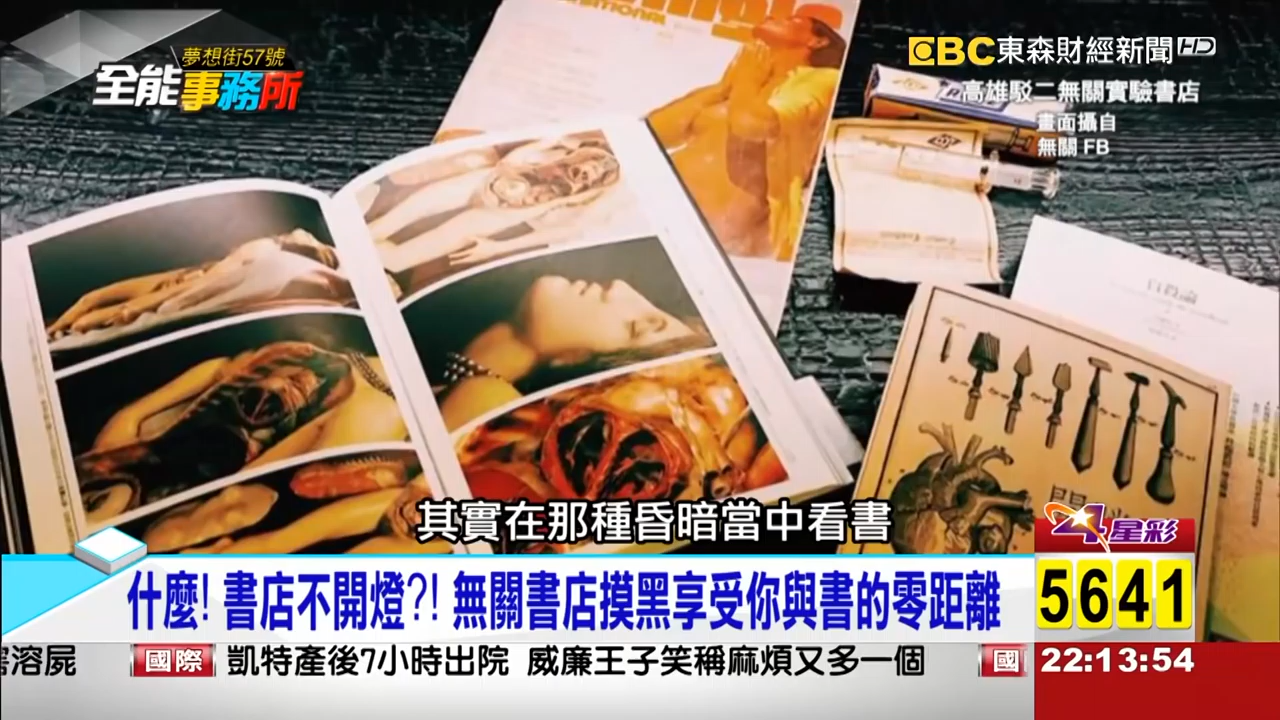 夢想街57號
全能事務所
EBC東森財經新聞HD
高雄駁二無關實驗書店
畫面攝自
無關FB
自殺論
其實在那種昏暗當中看書
4星彩
什麼!書店不開燈?!無關書店摸黑享受你與書的零距離
5641
溶屍 國際 凱特產後7小時出院 威廉王子笑稱麻煩又多一個 國
22:13:54